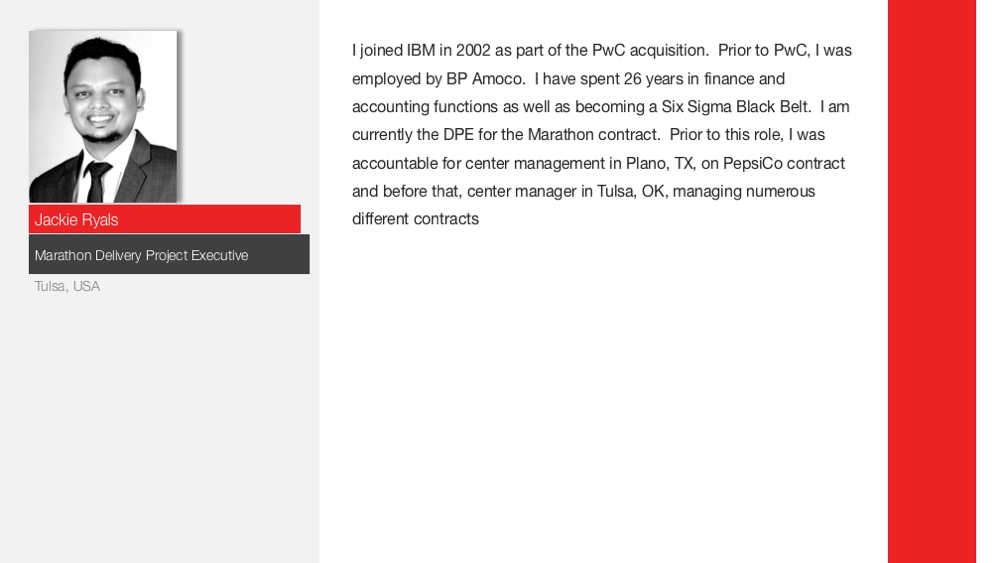 Jackie Ryals
Marathon Delivery Project Executive
Tulsa, USA
I joined IBM in 2002 as part of the PwC acquisition.  Prior to PwC, I was
employed by BP Amoco.  I have spent 26 years in finance and
accounting functions as well as becoming a Six Sigma Black Belt.  I am
currently the DPE for the Marathon contract.  Prior to this role, I was
accountable for center management in Plano, TX, on PepsiCo contract
and before that, center manager in Tulsa, OK, managing numerous
different contracts